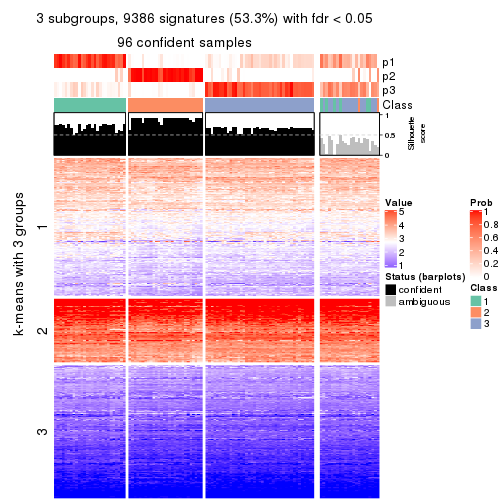 3 subgroups, 9386 signatures (53.3%) with fdr < 0.05
96 confident samples
p1
p2
p3
Class
1
0.5
0
Silhouette
score
k-means with 3 groups
1
2
3
Value
5
4
3
2
1
Status (barplots)
confident
ambiguous
Prob
1
0.8
0.6
0.4
0.2
0
Class
1
2
3